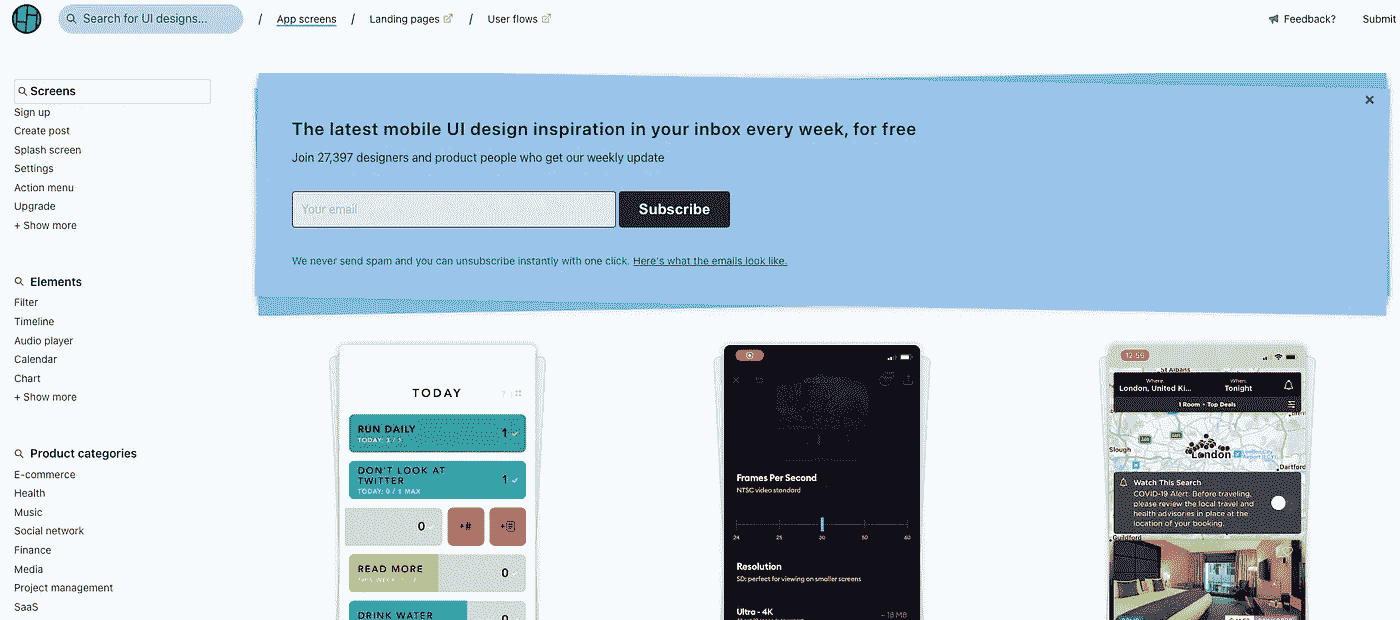 Search for UI designs...
/
App screens
/
Landing pages
/
User flows
Feedback?
Submit
Screens
Sign up
Create post
Splash screen
Settings
Action menu
Upgrade
+ Show more
Elements
Filter
Timeline
Audio player
Calendar
Chart
+ Show more
Product categories
E-commerce
Health
Music
Social network
Finance
Media
Project management
SaaS
The latest mobile UI design inspiration in your inbox every week, for free
Join 27,397 designers and product people who get our weekly update
Your email
Subscribe
We never send spam and you can unsubscribe instantly with one click. Here's what the emails look like.
TODAY
RUN DAILY
1
DON'T LOOK AT
TWITTER
TODAY: 0 / 1 MAX
1
0
+#
READ MORE
0
DRINK WATER
0
Frames Per Second
NTSC video standard
24
25
30
50
60
Resolution
SD: perfect for viewing on smaller screens
Ultra - 4K
~ 18 MB
12:56
St Albans
Where:
London, United Ki...
When:
Tonight
1 Room • Top Deals
Slough
London
Dartford
Watch This Search
COVID-19 Alert. Before traveling,
please review the local travel and
health advisories in place at the
location of your booking.
Guildford